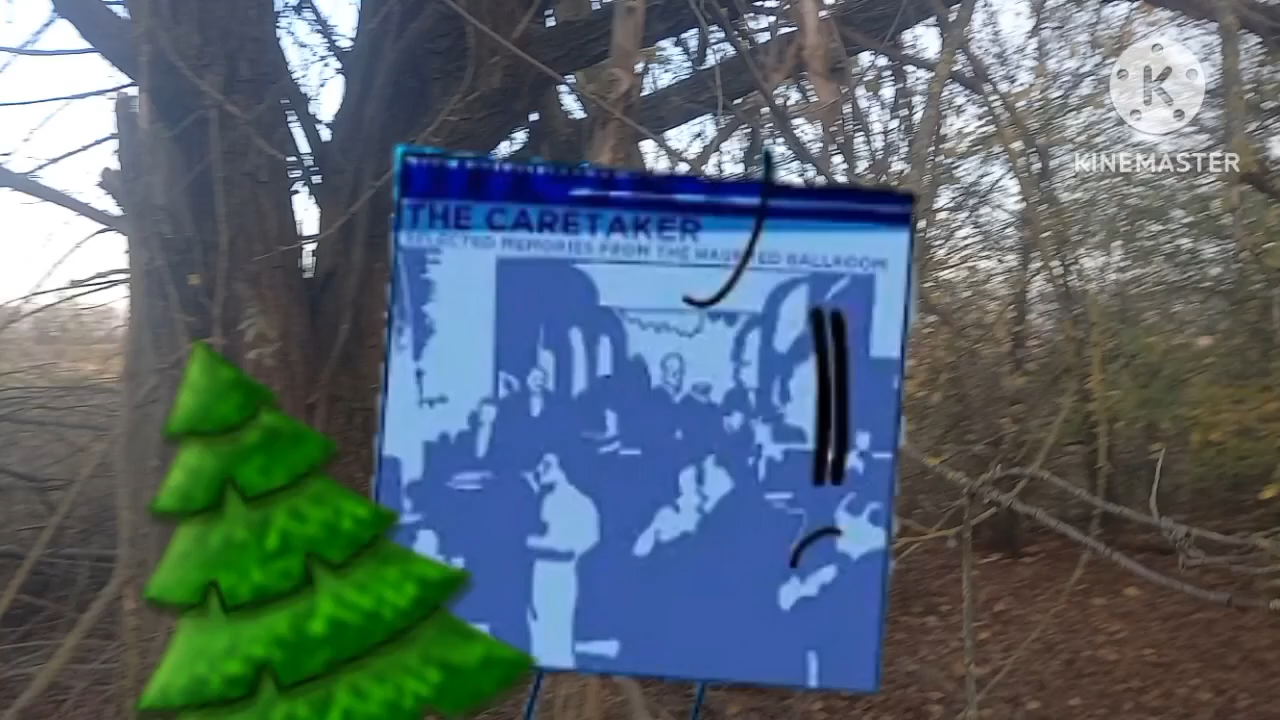 K
KINEMASTER
THE CARETAKER
SELECTED MEMORIES FROM THE HAUNTED BALLROOM